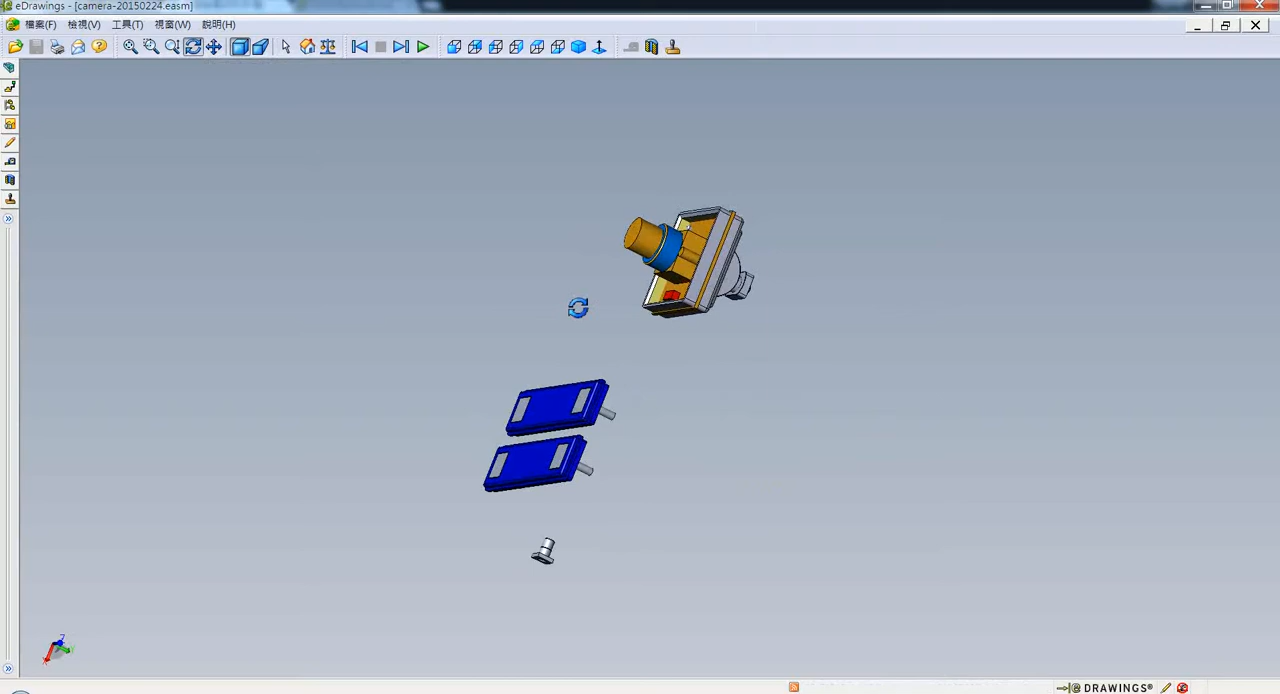 eDrawings - [camera-20150224.easm]
檔案(F) 檢視(V) 工具(T) 視窗(W) 說明(H)
Z
Y
X
DRAWINGS®